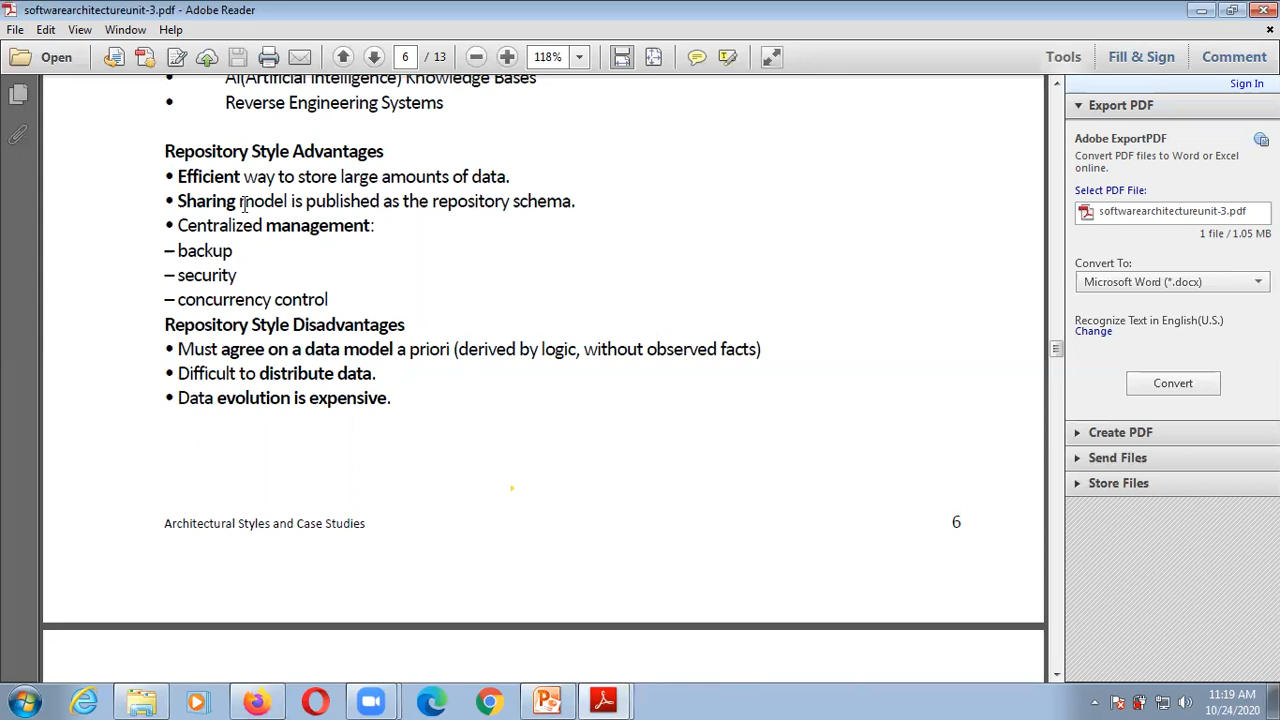 softwarearchitectureunit-3.pdf - Adobe Reader
File Edit View Window Help
Open 6 / 13 118% Tools Fill & Sign Comment
Sign In
• AI(Artificial Intelligence) Knowledge Bases
• Reverse Engineering Systems
Repository Style Advantages
• Efficient way to store large amounts of data.
• Sharing model is published as the repository schema.
• Centralized management:
– backup
– security
– concurrency control
Repository Style Disadvantages
• Must agree on a data model a priori (derived by logic, without observed facts)
• Difficult to distribute data.
• Data evolution is expensive.
Architectural Styles and Case Studies 6
Export PDF
Adobe ExportPDF
Convert PDF files to Word or Excel
online.
Select PDF File:
softwarearchitectureunit-3.pdf
1 file / 1.05 MB
Convert To:
Microsoft Word (*.docx)
Recognize Text in English(U.S.)
Change
Convert
Create PDF
Send Files
Store Files
11:19 AM
10/24/2020